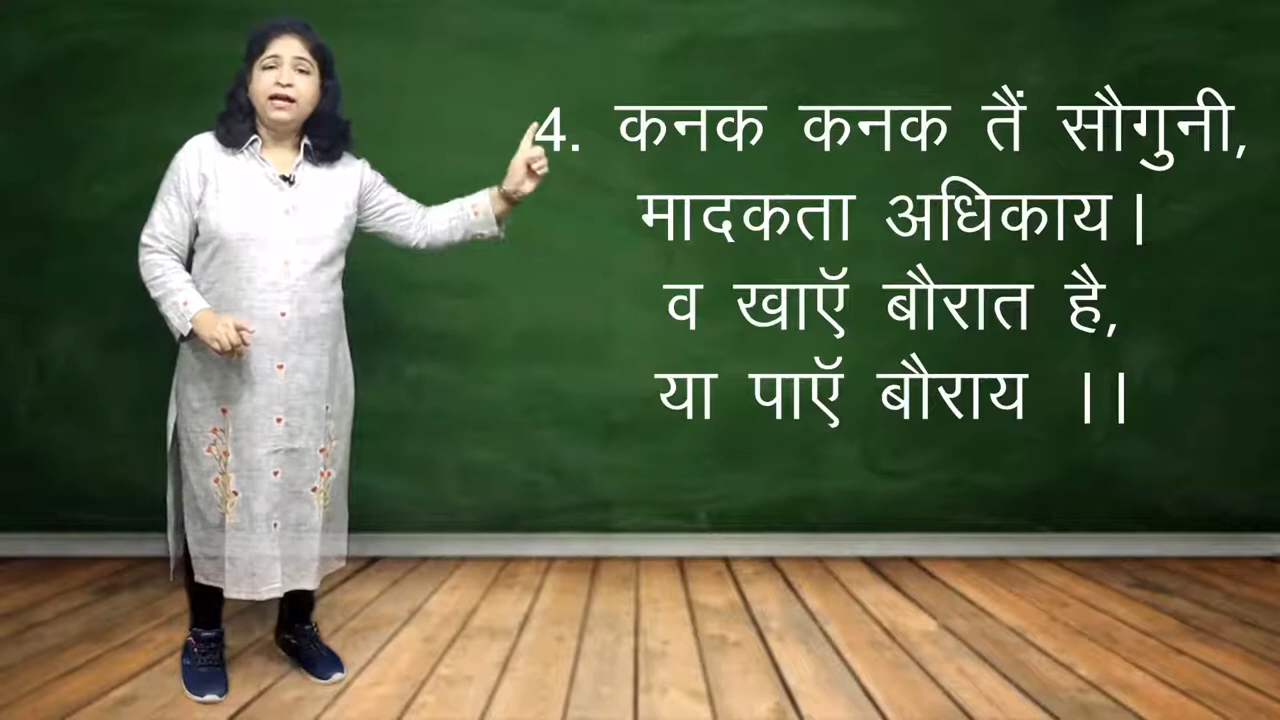 4. कनक कनक तैं सौगुनी,
मादकता अधिकाय।
व खाऍ बौरात है,
या पाऍ बौराय ।।